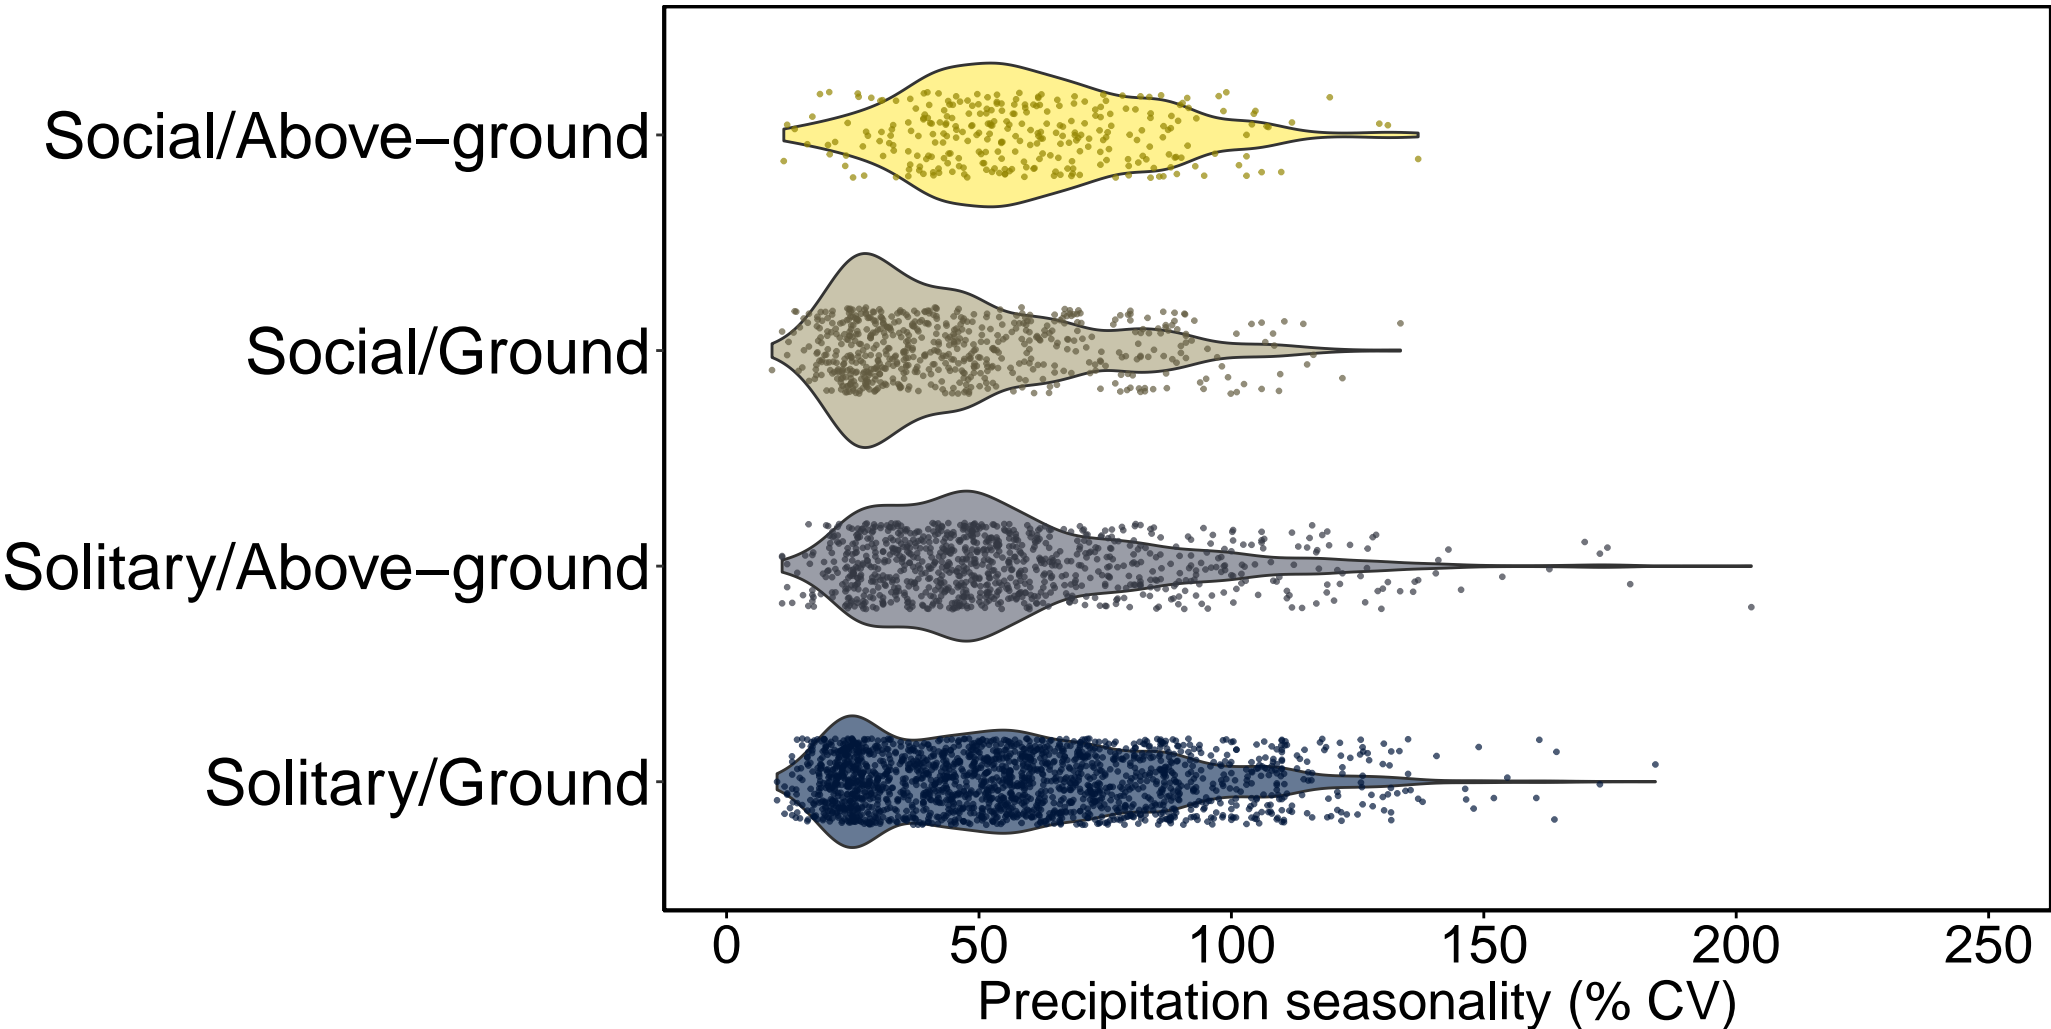 Social/Above−ground
Social/Ground
Solitary/Above−ground
Solitary/Ground
0 50 100 150 200 250
Precipitation seasonality (% CV)